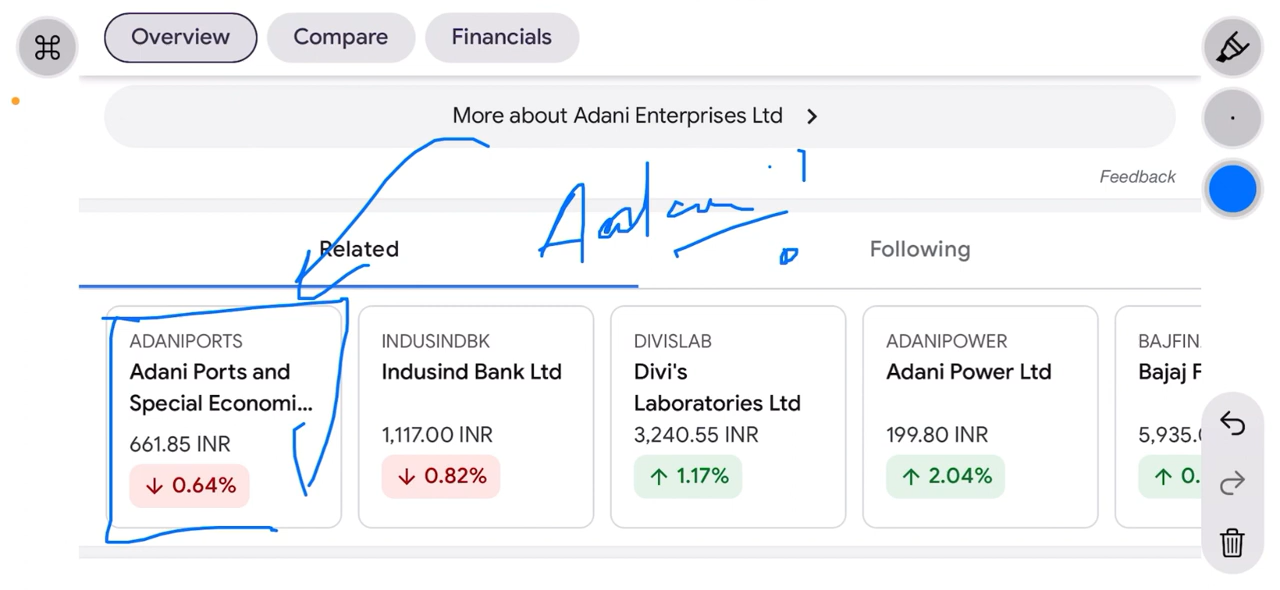 Overview Compare Financials
More about Adani Enterprises Ltd
Feedback
Adani
Related Following
ADANIPORTS INDUSINDBK DIVISLAB ADANIPOWER BAJFIN
Adani Ports and Indusind Bank Ltd Divi's Adani Power Ltd Bajaj F
Special Economi... Laboratories Ltd
661.85 INR 1,117.00 INR 3,240.55 INR 199.80 INR 5,935.
↓ 0.64% ↓ 0.82% ↑ 1.17% ↑ 2.04% ↑ 0.